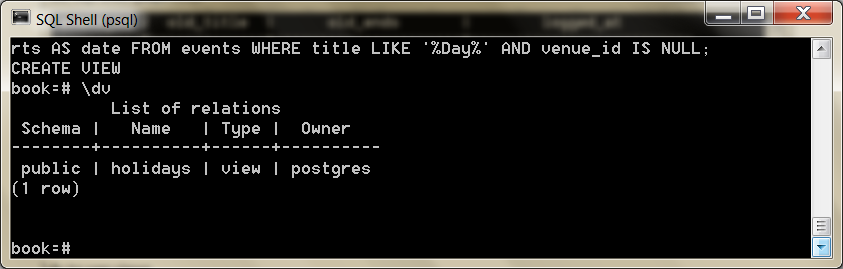 SQL Shell (psql)
rts AS date FROM events WHERE title LIKE '%Day%' AND venue_id IS NULL;
CREATE VIEW
book=# \dv
List of relations
Schema | Name | Type | Owner
--------+----------+------+----------
public | holidays | view | postgres
(1 row)
book=#